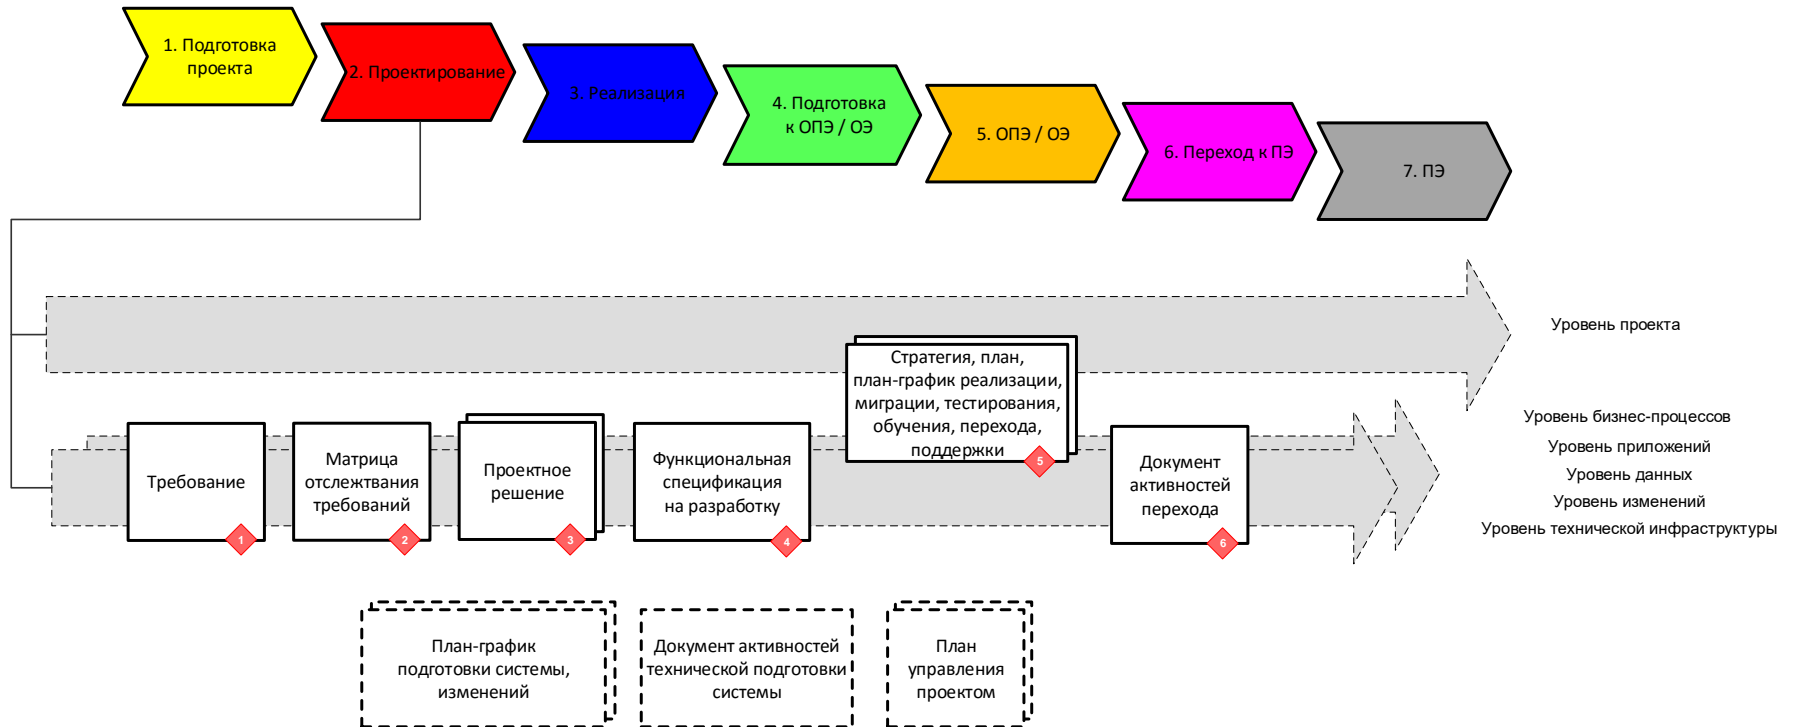 1. Подготовка
проекта
2. Проектирование
3. Реализация
4. Подготовка
к ОПЭ / ОЭ
5. ОПЭ / ОЭ
6. Переход к ПЭ
7. ПЭ
Уровень проекта
Стратегия, план,
план-график реализации,
миграции, тестирования,
обучения, перехода,
поддержки
5
Требование
1
Матрица
отслежтвания
требований
2
Проектное
решение
3
Функциональная
спецификация
на разработку
4
Документ
активностей
перехода
6
Уровень бизнес-процессов
Уровень приложений
Уровень данных
Уровень изменений
Уровень технической инфраструктуры
План-график
подготовки системы,
изменений
Документ активностей
технической подготовки
системы
План
управления
проектом